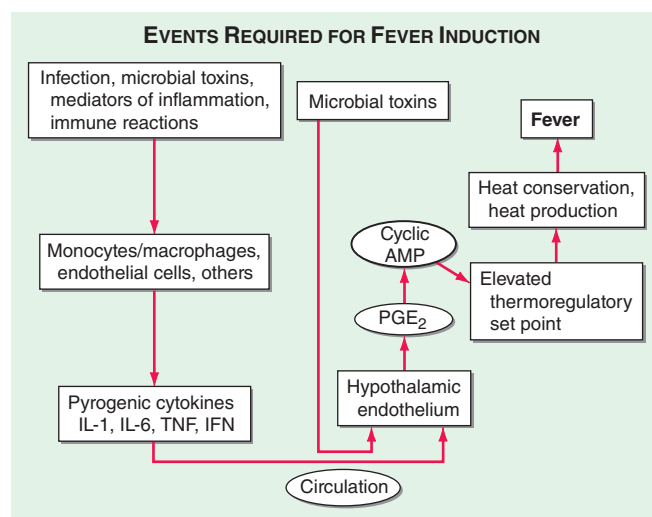 EVENTS REQUIRED FOR FEVER INDUCTION
Infection, microbial toxins,
mediators of inflammation,
immune reactions
Microbial toxins
Fever
Heat conservation,
heat production
Monocytes/macrophages,
endothelial cells, others
Cyclic
AMP
Elevated
thermoregulatory
set point
PGE₂
Pyrogenic cytokines
IL-1, IL-6, TNF, IFN
Hypothalamic
endothelium
Circulation